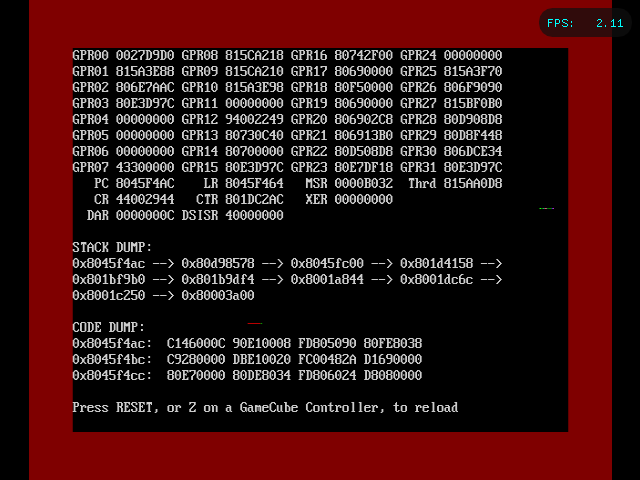 FPS: 2.11
GPR00 0027D9D0 GPR08 815CA218 GPR16 80742F00 GPR24 00000000
GPR01 815A3E88 GPR09 815CA210 GPR17 80690000 GPR25 815A3F70
GPR02 806E7AAC GPR10 815A3E98 GPR18 80F50000 GPR26 806F9090
GPR03 80E3D97C GPR11 00000000 GPR19 80690000 GPR27 815BF0B0
GPR04 00000000 GPR12 94002249 GPR20 806902C8 GPR28 80D908D8
GPR05 00000000 GPR13 80730C40 GPR21 806913B0 GPR29 80D8F448
GPR06 00000000 GPR14 80700000 GPR22 80D508D8 GPR30 806DCE34
GPR07 43300000 GPR15 80E3D97C GPR23 80E7DF18 GPR31 80E3D97C
PC 8045F4AC LR 8045F464 MSR 0000B032 Thrd 815AA0D8
CR 44002944 CTR 801DC2AC XER 00000000
DAR 0000000C DSISR 40000000
STACK DUMP:
0x8045f4ac --> 0x80d98578 --> 0x8045fc00 --> 0x801d4158 -->
0x801bf9b0 --> 0x801b9df4 --> 0x8001a844 --> 0x8001dc6c -->
0x8001c250 --> 0x80003a00
CODE DUMP:
0x8045f4ac: C146000C 90E10008 FD805090 80FE8038
0x8045f4bc: C9280000 DBE10020 FC00482A D1690000
0x8045f4cc: 80E70000 80DE8034 FD806024 D8080000
Press RESET, or Z on a GameCube Controller, to reload